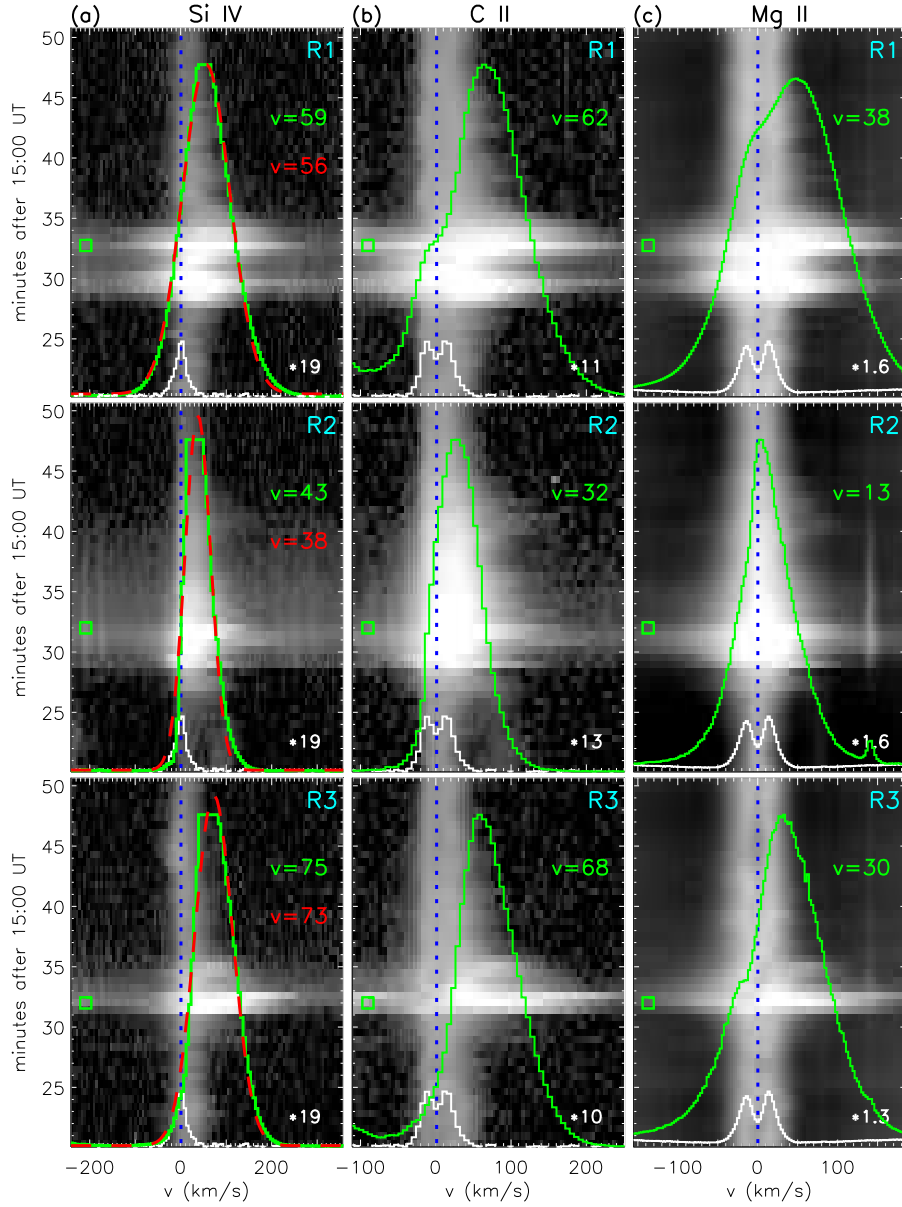 (a) Si IV (b) C II (c) Mg II
50 R1 R1 R1
45
v=59 v=62 v=38
40
v=56
35
30
25
*19 *11 *1.6
minutes after 15:00 UT
50 R2 R2 R2
45
v=43 v=32 v=13
40
v=38
35
30
25
*19 *13 *1.6
minutes after 15:00 UT
50 R3 R3 R3
45
v=75 v=68 v=30
40
v=73
35
30
25
*19 *10 *1.3
minutes after 15:00 UT
-200 0 200 -100 0 100 -100 0 100
v (km/s) v (km/s) v (km/s)